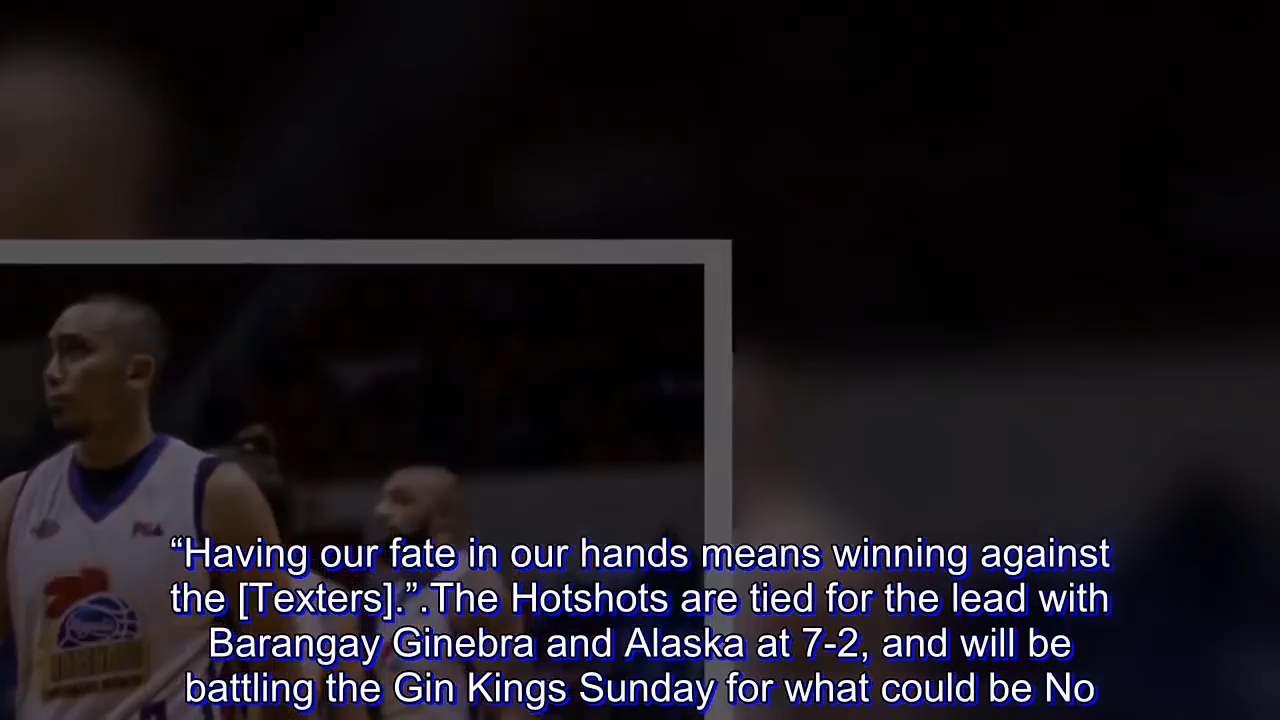 “Having our fate in our hands means winning against
the [Texters].”.The Hotshots are tied for the lead with
Barangay Ginebra and Alaska at 7-2, and will be
battling the Gin Kings Sunday for what could be No
PBA